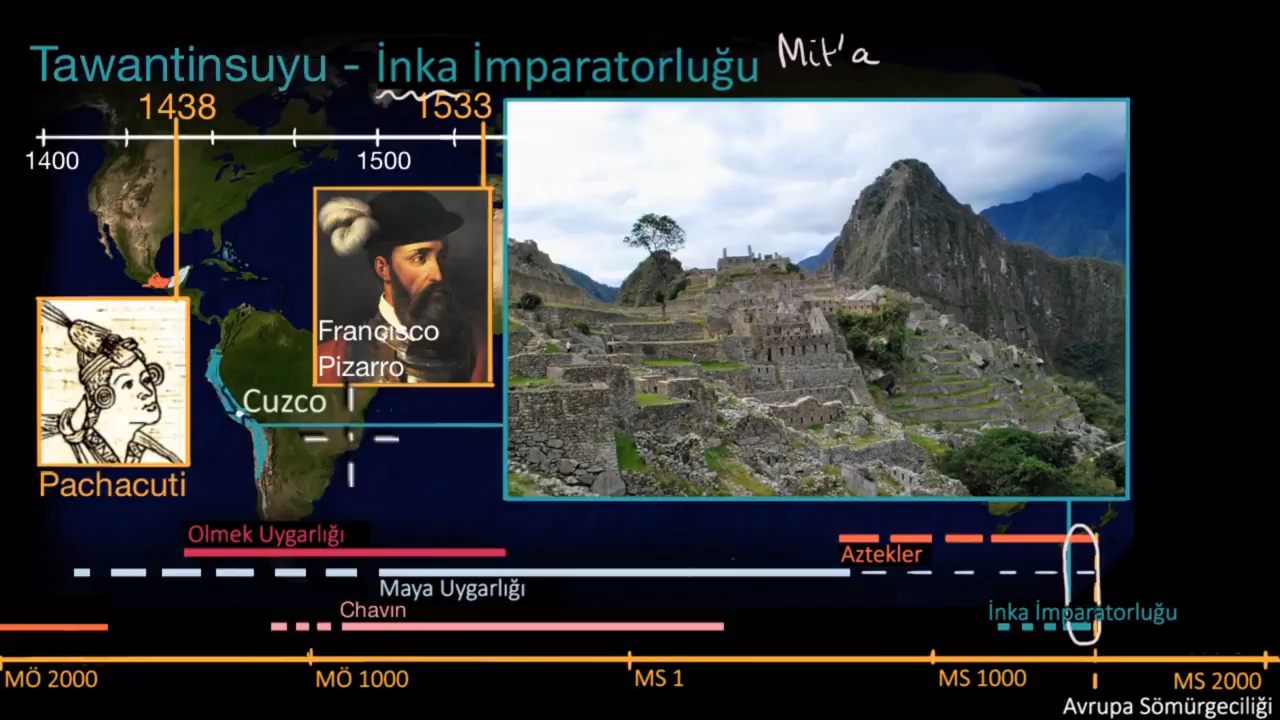 Tawantinsuyu - İnka İmparatorluğu
Mit'a
1438
1533
1400
1500
Francisco
Pizarro
Cuzco
Pachacuti
Olmek Uygarlığı
Aztekler
Maya Uygarlığı
Chavın
İnka İmparatorluğu
MÖ 2000
MÖ 1000
MS 1
MS 1000
MS 2000
Avrupa Sömürgeciliği